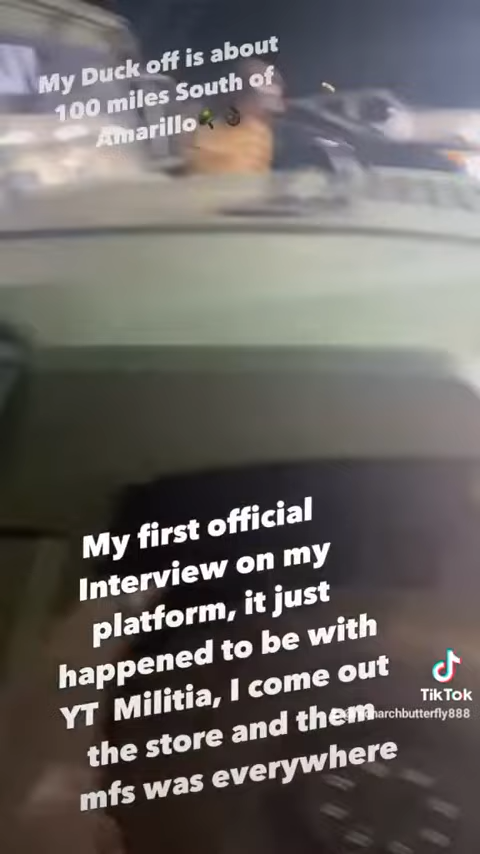 My Duck off is about
100 miles South of
Amarillo
My first official
Interview on my
platform, it just
happened to be with
YT Militia, I come out
the store and them
mfs was everywhere
TikTok